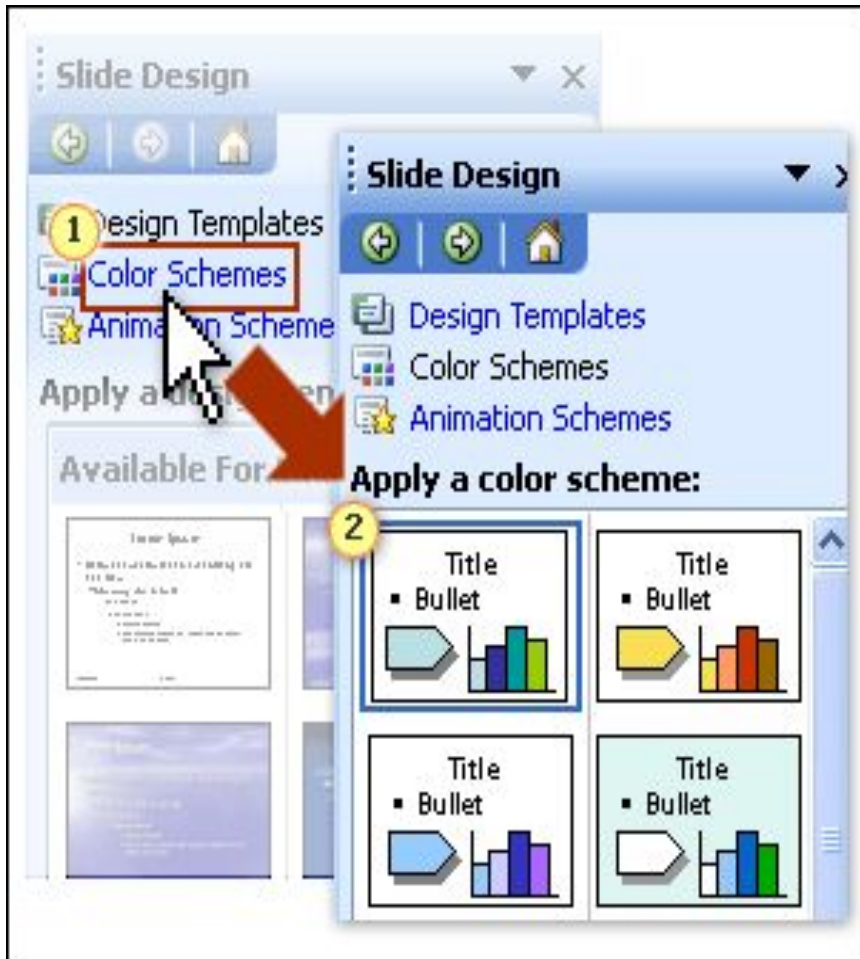 Slide Design
1
Design Templates
Color Schemes
Animation Scheme
Apply a
Available For
Slide Design
Design Templates
Color Schemes
Animation Schemes
Apply a color scheme:
2
Title
▪ Bullet
Title
▪ Bullet
Title
▪ Bullet
Title
▪ Bullet